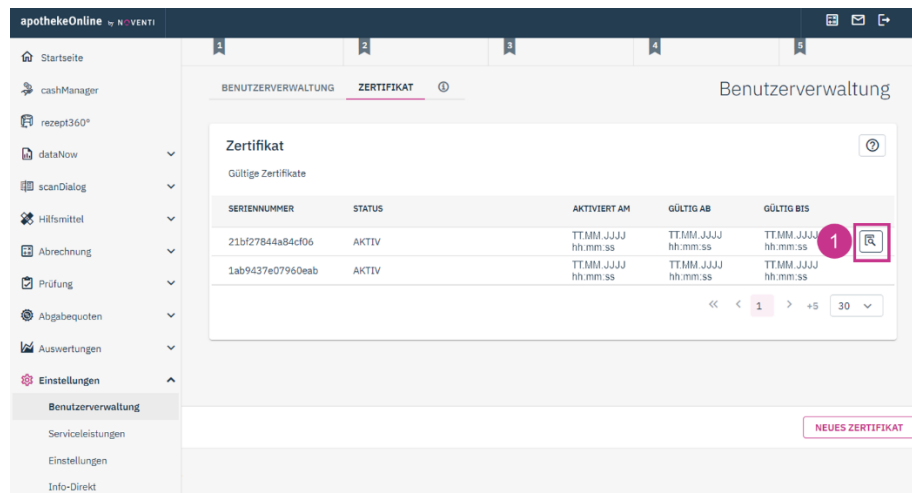 apothekeOnline by NOVENTI
1 2 3 4 5
Startseite
cashManager
rezept360°
dataNow
scanDialog
Hilfsmittel
Abrechnung
Prüfung
Abgabequoten
Auswertungen
Einstellungen
Benutzerverwaltung
Serviceleistungen
Einstellungen
Info-Direkt
BENUTZERVERWALTUNG ZERTIFIKAT
Benutzerverwaltung
Zertifikat
Gültige Zertifikate
SERIENNUMMER STATUS AKTIVIERT AM GÜLTIG AB GÜLTIG BIS
21bf27844a84cf06 AKTIV TT.MM.JJJJ TT.MM.JJJJ TT.MM.JJJJ
hh:mm:ss hh:mm:ss hh:mm:ss
1
1ab9437e07960eab AKTIV TT.MM.JJJJ TT.MM.JJJJ TT.MM.JJJJ
hh:mm:ss hh:mm:ss hh:mm:ss
« < 1 > +5 30
NEUES ZERTIFIKAT